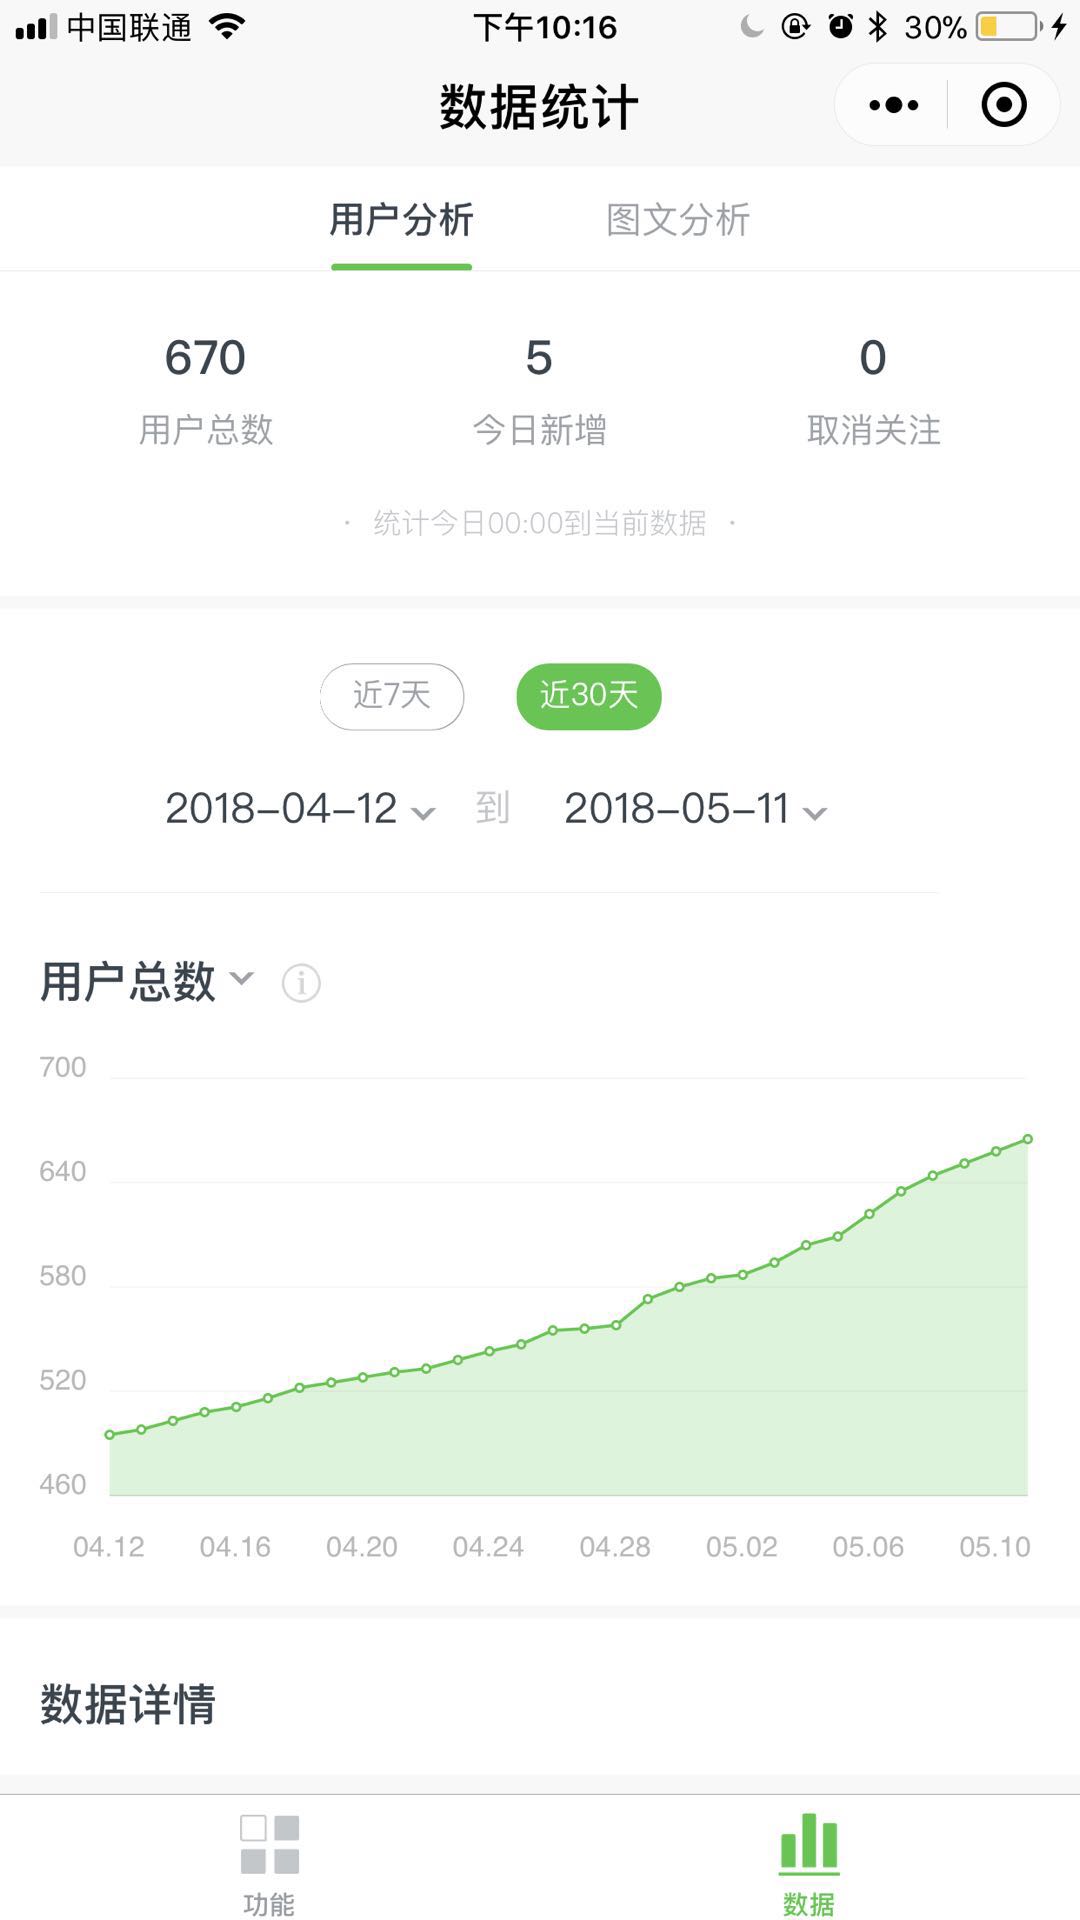 中国联通 下午10:16 30%
数据统计
用户分析 图文分析
670 5 0
用户总数 今日新增 取消关注
· 统计今日00:00到当前数据 ·
近7天 近30天
2018-04-12 到 2018-05-11
用户总数
700
640
580
520
460
04.12 04.16 04.20 04.24 04.28 05.02 05.06 05.10
数据详情
功能 数据